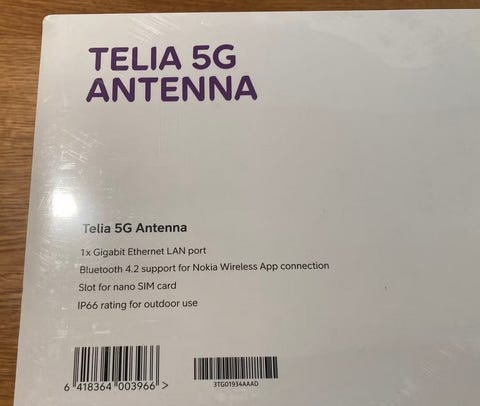 TELIA 5G
ANTENNA
Telia 5G Antenna
1x Gigabit Ethernet LAN port
Bluetooth 4.2 support for Nokia Wireless App connection
Slot for nano SIM card
IP66 rating for outdoor use
6 418364 003966 >
3TG01934AAAD